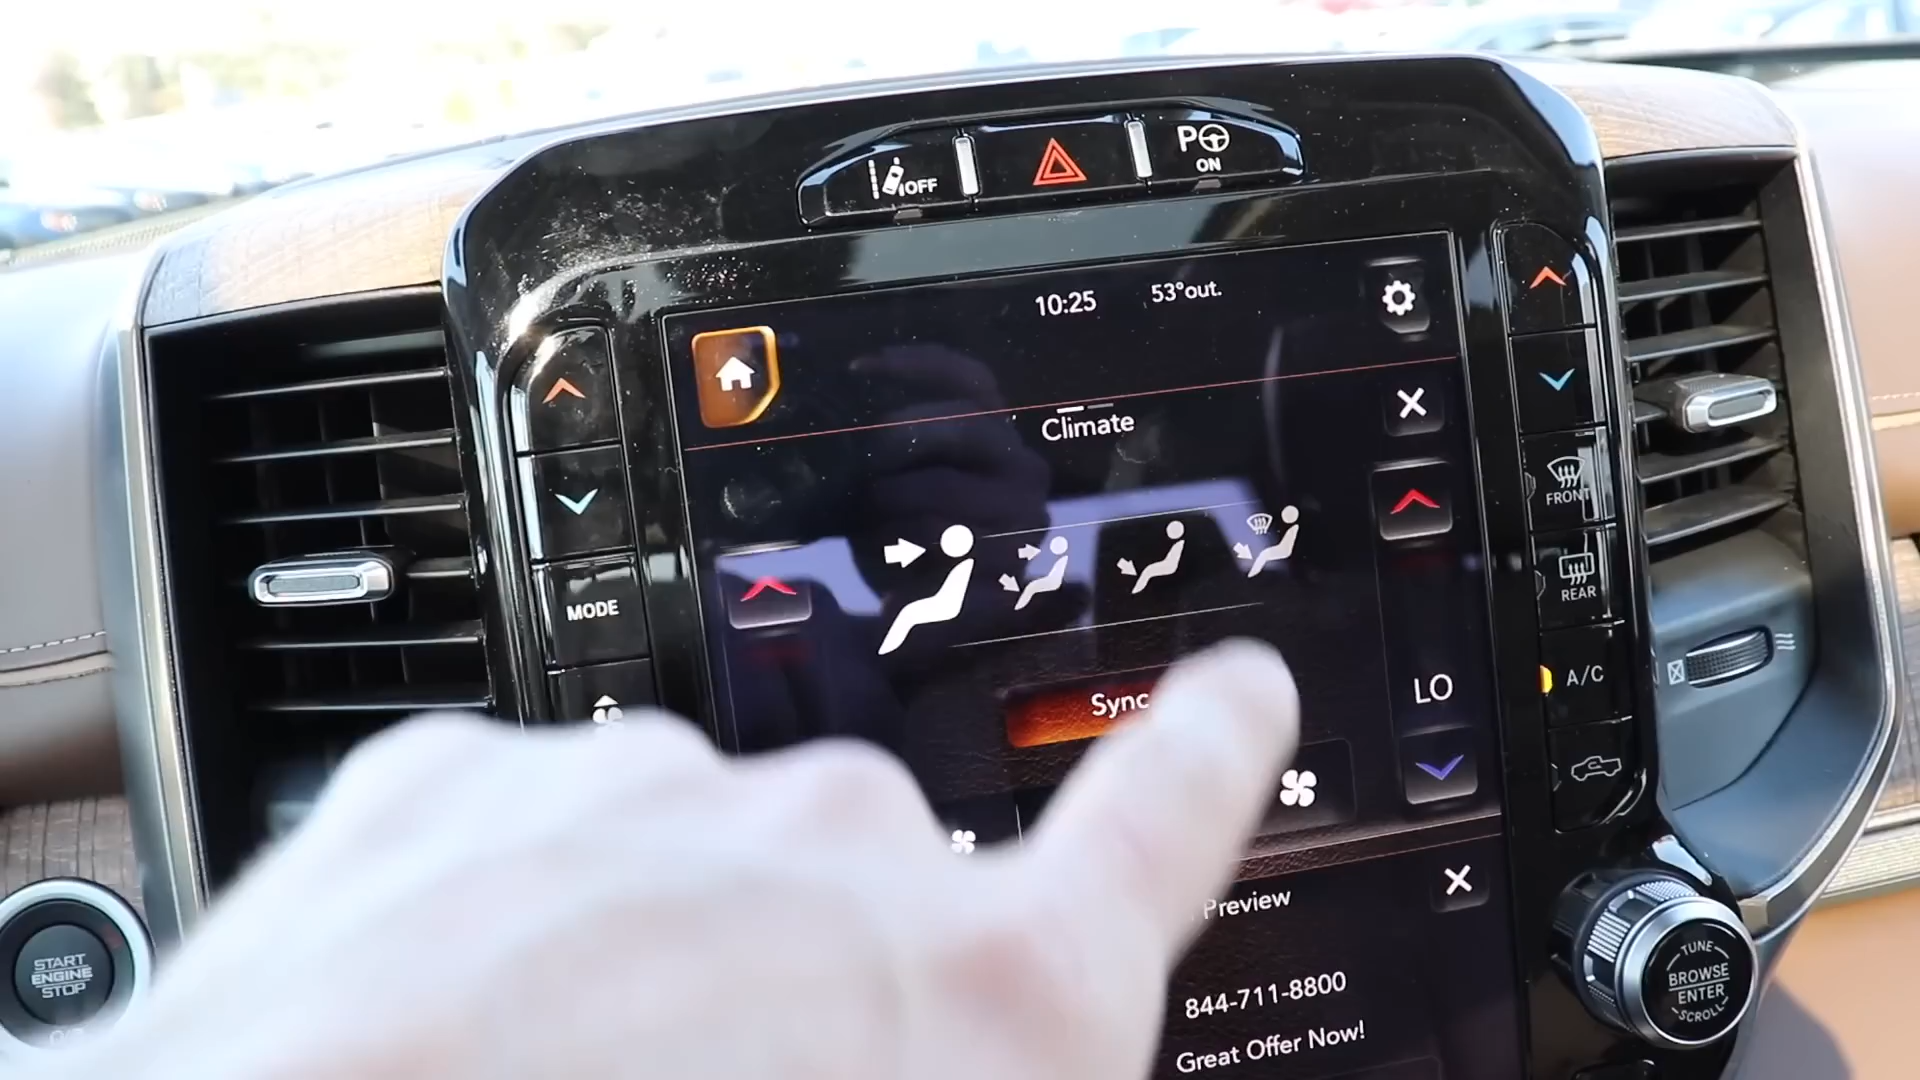 OFF
P
ON
10:25
53°out.
Climate
MODE
FRONT
REAR
Sync
LO
A/C
Preview
844-711-8800
Great Offer Now!
START
ENGINE
STOP
TUNE
BROWSE
ENTER
SCROLL